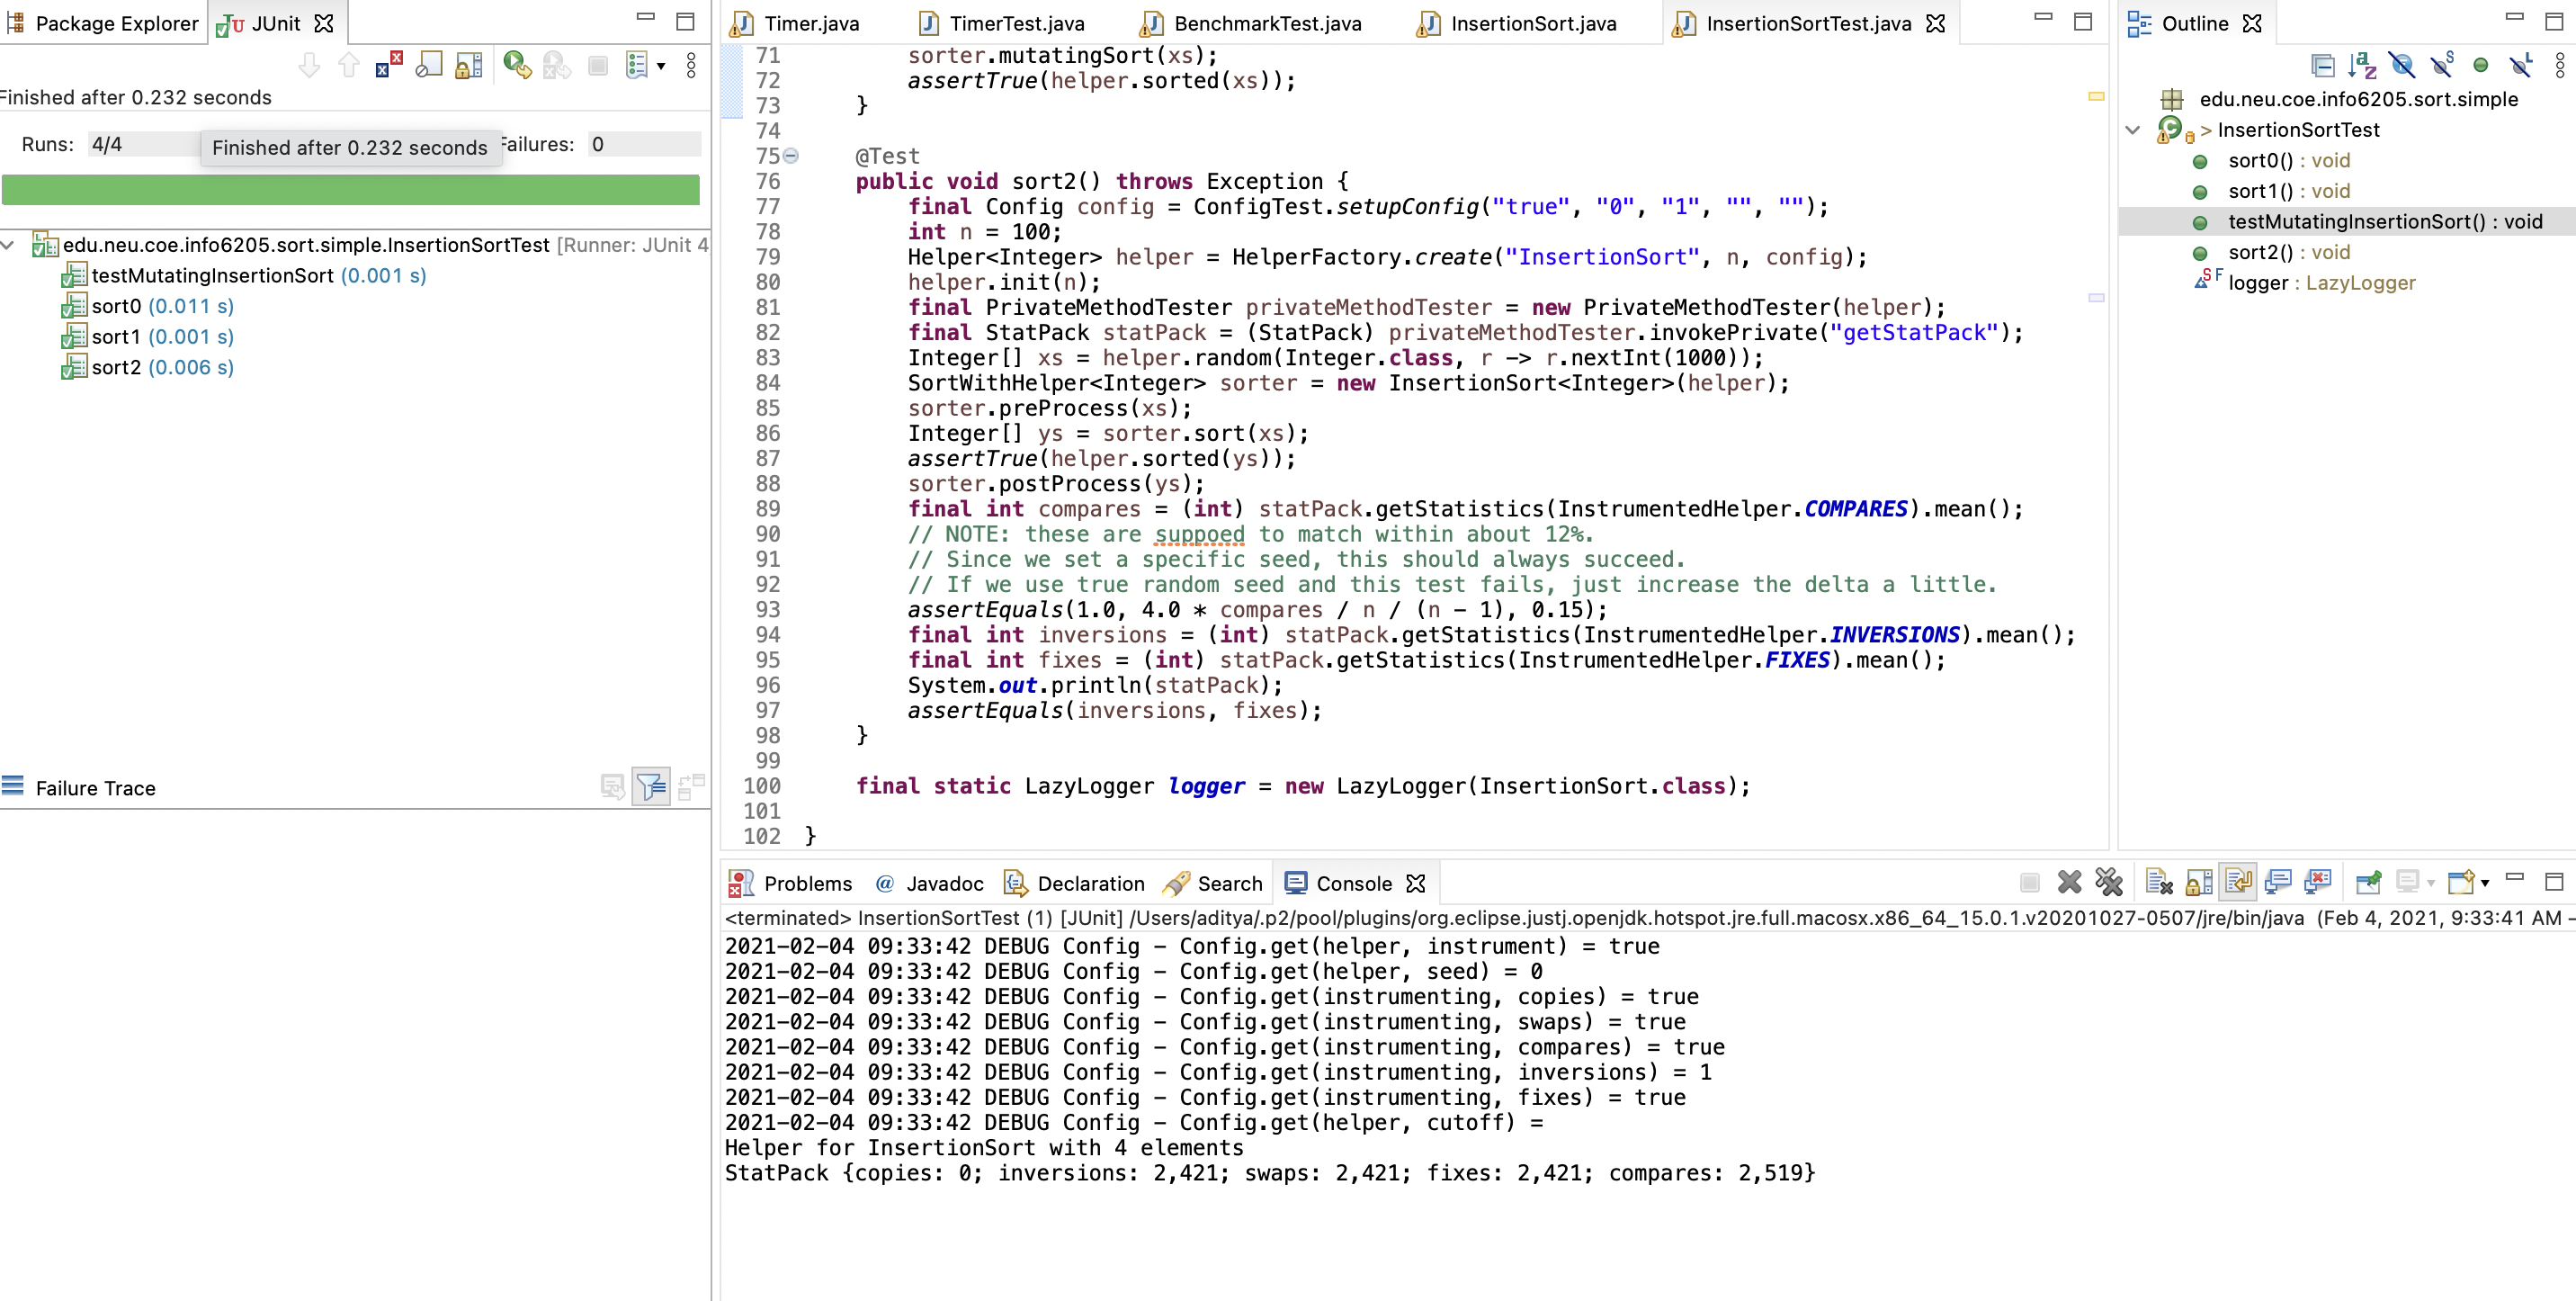 Package Explorer JUnit
Finished after 0.232 seconds
Runs: 4/4 Finished after 0.232 seconds Failures: 0
edu.neu.coe.info6205.sort.simple.InsertionSortTest [Runner: JUnit 4
testMutatingInsertionSort (0.001 s)
sort0 (0.011 s)
sort1 (0.001 s)
sort2 (0.006 s)
Failure Trace
Timer.java TimerTest.java BenchmarkTest.java InsertionSort.java InsertionSortTest.java
71 sorter.mutatingSort(xs);
72 assertTrue(helper.sorted(xs));
73 }
74
75 @Test
76 public void sort2() throws Exception {
77 final Config config = ConfigTest.setupConfig("true", "0", "1", "", "");
78 int n = 100;
79 Helper<Integer> helper = HelperFactory.create("InsertionSort", n, config);
80 helper.init(n);
81 final PrivateMethodTester privateMethodTester = new PrivateMethodTester(helper);
82 final StatPack statPack = (StatPack) privateMethodTester.invokePrivate("getStatPack");
83 Integer[] xs = helper.random(Integer.class, r -> r.nextInt(1000));
84 SortWithHelper<Integer> sorter = new InsertionSort<Integer>(helper);
85 sorter.preProcess(xs);
86 Integer[] ys = sorter.sort(xs);
87 assertTrue(helper.sorted(ys));
88 sorter.postProcess(ys);
89 final int compares = (int) statPack.getStatistics(InstrumentedHelper.COMPARES).mean();
90 // NOTE: these are suppoed to match within about 12%.
91 // Since we set a specific seed, this should always succeed.
92 // If we use true random seed and this test fails, just increase the delta a little.
93 assertEquals(1.0, 4.0 * compares / n / (n - 1), 0.15);
94 final int inversions = (int) statPack.getStatistics(InstrumentedHelper.INVERSIONS).mean();
95 final int fixes = (int) statPack.getStatistics(InstrumentedHelper.FIXES).mean();
96 System.out.println(statPack);
97 assertEquals(inversions, fixes);
98 }
99
100 final static LazyLogger logger = new LazyLogger(InsertionSort.class);
101
102 }
Outline
edu.neu.coe.info6205.sort.simple
> InsertionSortTest
sort0() : void
sort1() : void
testMutatingInsertionSort() : void
sort2() : void
logger : LazyLogger
Problems Javadoc Declaration Search Console
<terminated> InsertionSortTest (1) [JUnit] /Users/aditya/.p2/pool/plugins/org.eclipse.justj.openjdk.hotspot.jre.full.macosx.x86_64_15.0.1.v20201027-0507/jre/bin/java (Feb 4, 2021, 9:33:41 AM –
2021-02-04 09:33:42 DEBUG Config - Config.get(helper, instrument) = true
2021-02-04 09:33:42 DEBUG Config - Config.get(helper, seed) = 0
2021-02-04 09:33:42 DEBUG Config - Config.get(instrumenting, copies) = true
2021-02-04 09:33:42 DEBUG Config - Config.get(instrumenting, swaps) = true
2021-02-04 09:33:42 DEBUG Config - Config.get(instrumenting, compares) = true
2021-02-04 09:33:42 DEBUG Config - Config.get(instrumenting, inversions) = 1
2021-02-04 09:33:42 DEBUG Config - Config.get(instrumenting, fixes) = true
2021-02-04 09:33:42 DEBUG Config - Config.get(helper, cutoff) =
Helper for InsertionSort with 4 elements
StatPack {copies: 0; inversions: 2,421; swaps: 2,421; fixes: 2,421; compares: 2,519}